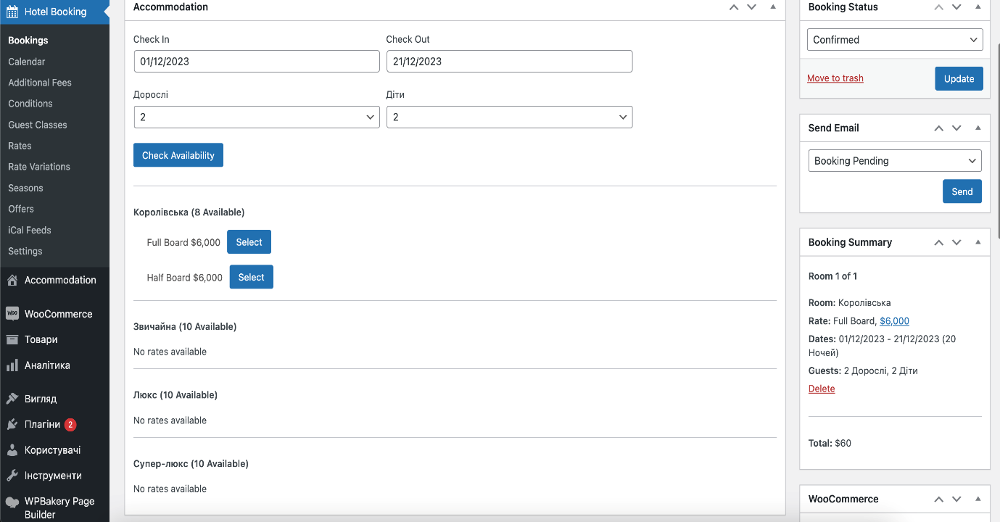 Hotel Booking
Bookings
Calendar
Additional Fees
Conditions
Guest Classes
Rates
Rate Variations
Seasons
Offers
iCal Feeds
Settings
Accommodation
WOO WooCommerce
Товари
Аналітика
Вигляд
Плагіни 2
Користувачі
Інструменти
WPBakery Page
Builder
Accommodation
Check In
Check Out
01/12/2023
21/12/2023
Дорослі
Діти
2
2
Check Availability
Королівська (8 Available)
Full Board $6,000 Select
Half Board $6,000 Select
Звичайна (10 Available)
No rates available
Люкс (10 Available)
No rates available
Супер-люкс (10 Available)
No rates available
Booking Status
Confirmed
Move to trash
Update
Send Email
Booking Pending
Send
Booking Summary
Room 1 of 1
Room: Королівська
Rate: Full Board, $6,000
Dates: 01/12/2023 - 21/12/2023 (20
Ночей)
Guests: 2 Дорослі, 2 Діти
Delete
Total: $60
WooCommerce